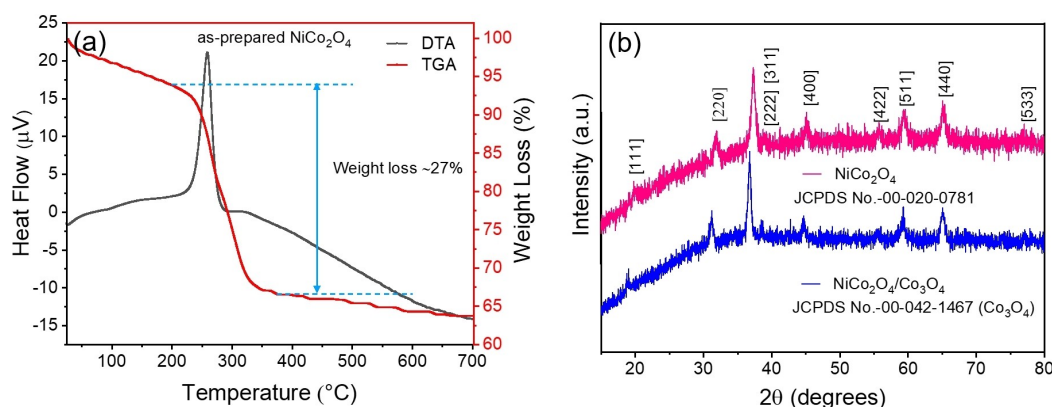 (a)
as-prepared NiCo₂O₄
DTA
TGA
Weight loss ~27%
Heat Flow (μV)
25
20
15
10
5
0
-5
-10
-15
Weight Loss (%)
100
95
90
85
80
75
70
65
60
100 200 300 400 500 600 700
Temperature (°C)
(b)
[111]
[220]
[222] [311]
[400]
[422]
[511]
[440]
[533]
NiCo₂O₄
JCPDS No.-00-020-0781
NiCo₂O₄/Co₃O₄
JCPDS No.-00-042-1467 (Co₃O₄)
Intensity (a.u.)
20 30 40 50 60 70 80
2θ (degrees)